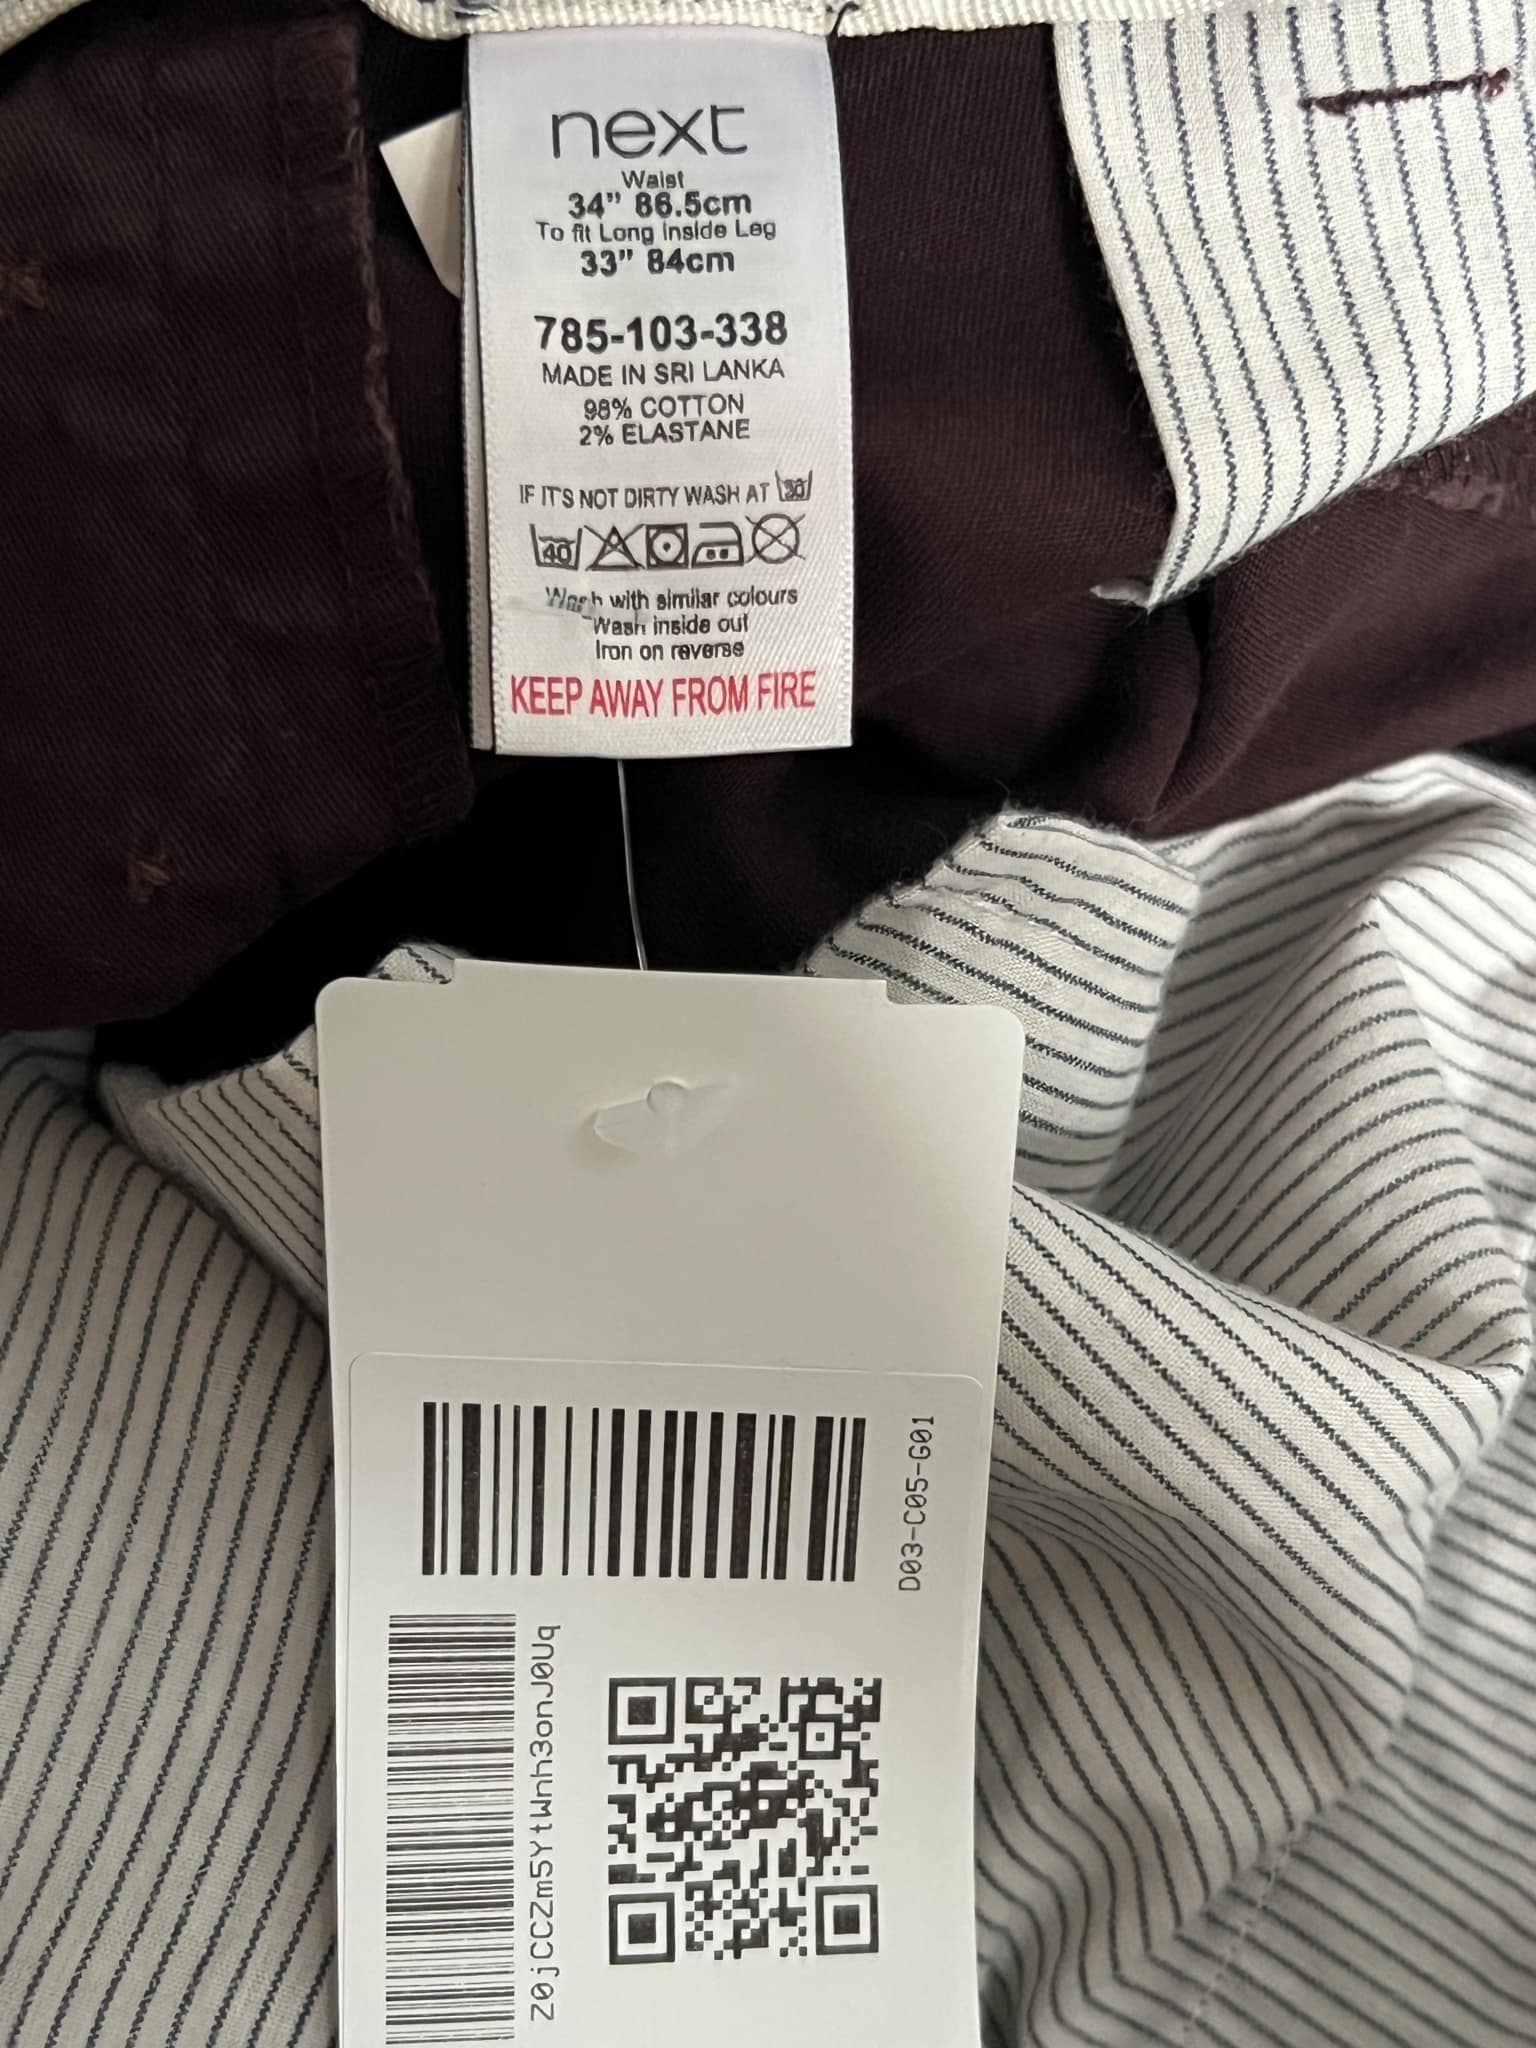 next
Waist
34” 86.5cm
To fit Long Inside Leg
33” 84cm
785-103-338
MADE IN SRI LANKA
98% COTTON
2% ELASTANE
IF IT'S NOT DIRTY WASH AT 30
40
Wash with similar colours
Wash inside out
Iron on reverse
KEEP AWAY FROM FIRE
D03-C05-G01
Z0jCCZm5YtWnh3onJ0Uq